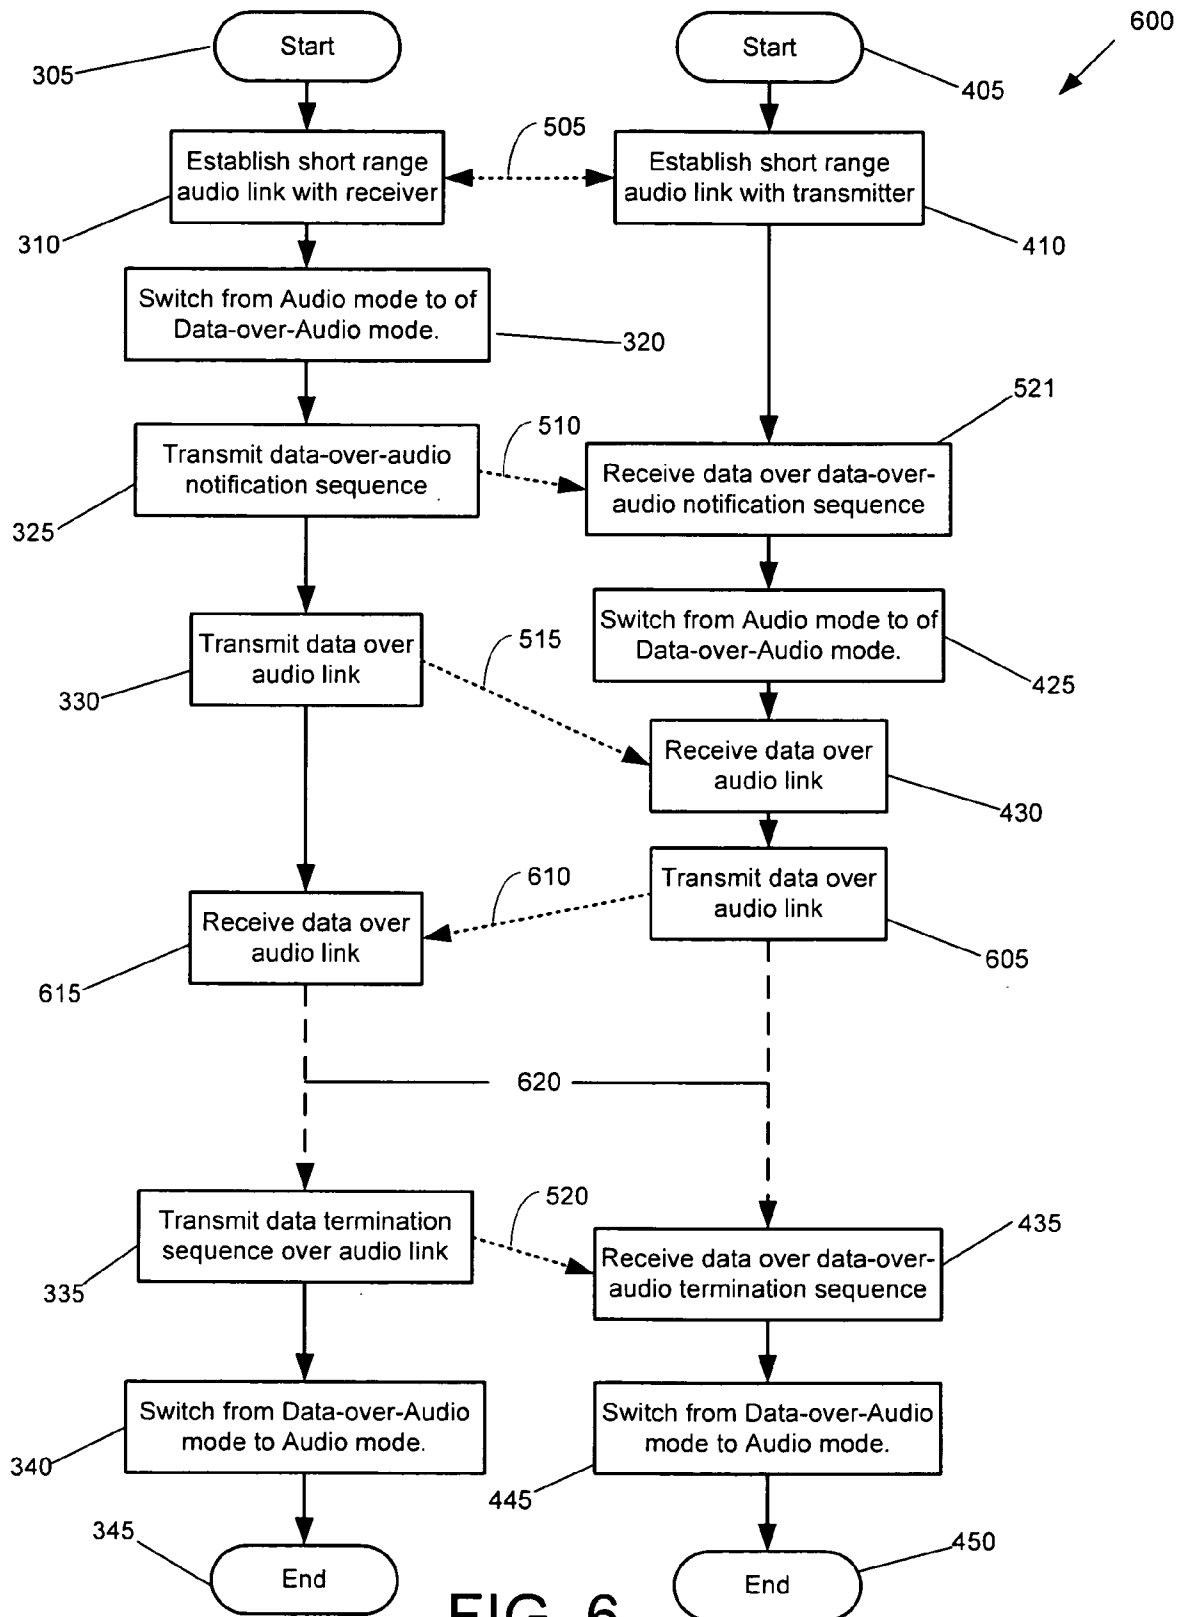 600
Start
Start
305
405
505
Establish short range
audio link with receiver
Establish short range
audio link with transmitter
310
410
Switch from Audio mode to of
Data-over-Audio mode.
320
521
510
Transmit data-over-audio
notification sequence
Receive data over data-over-
audio notification sequence
325
Switch from Audio mode to of
Data-over-Audio mode.
515
Transmit data over
audio link
425
330
Receive data over
audio link
430
610
Transmit data over
audio link
Receive data over
audio link
605
615
620
520
435
Transmit data termination
sequence over audio link
Receive data over data-over-
audio termination sequence
335
Switch from Data-over-Audio
mode to Audio mode.
Switch from Data-over-Audio
mode to Audio mode.
340
445
345
450
End
End
FIG. 6